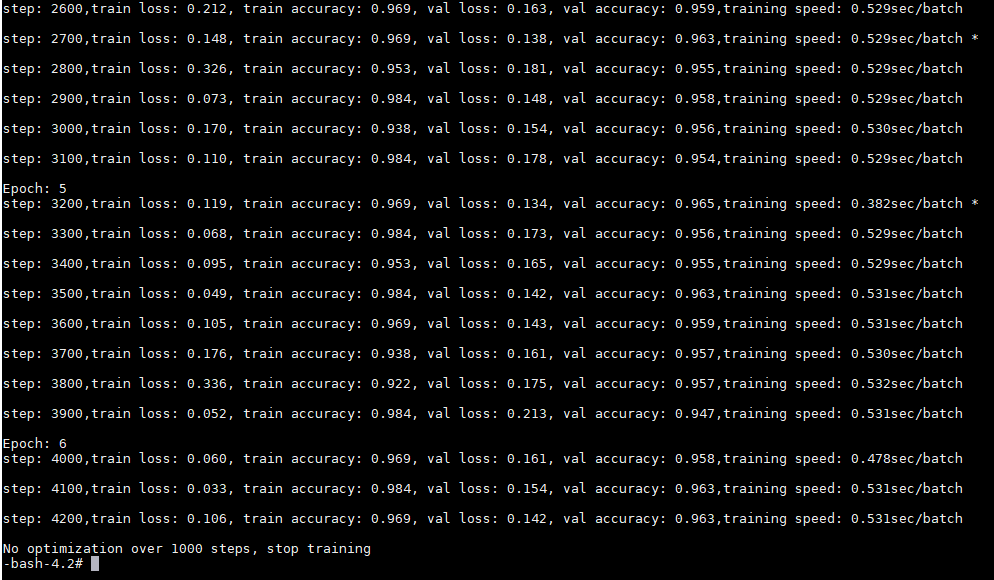 step: 2600,train loss: 0.212, train accuracy: 0.969, val loss: 0.163, val accuracy: 0.959,training speed: 0.529sec/batch
step: 2700,train loss: 0.148, train accuracy: 0.969, val loss: 0.138, val accuracy: 0.963,training speed: 0.529sec/batch *
step: 2800,train loss: 0.326, train accuracy: 0.953, val loss: 0.181, val accuracy: 0.955,training speed: 0.529sec/batch
step: 2900,train loss: 0.073, train accuracy: 0.984, val loss: 0.148, val accuracy: 0.958,training speed: 0.529sec/batch
step: 3000,train loss: 0.170, train accuracy: 0.938, val loss: 0.154, val accuracy: 0.956,training speed: 0.530sec/batch
step: 3100,train loss: 0.110, train accuracy: 0.984, val loss: 0.178, val accuracy: 0.954,training speed: 0.529sec/batch
Epoch: 5
step: 3200,train loss: 0.119, train accuracy: 0.969, val loss: 0.134, val accuracy: 0.965,training speed: 0.382sec/batch *
step: 3300,train loss: 0.068, train accuracy: 0.984, val loss: 0.173, val accuracy: 0.956,training speed: 0.529sec/batch
step: 3400,train loss: 0.095, train accuracy: 0.953, val loss: 0.165, val accuracy: 0.955,training speed: 0.529sec/batch
step: 3500,train loss: 0.049, train accuracy: 0.984, val loss: 0.142, val accuracy: 0.963,training speed: 0.531sec/batch
step: 3600,train loss: 0.105, train accuracy: 0.969, val loss: 0.143, val accuracy: 0.959,training speed: 0.531sec/batch
step: 3700,train loss: 0.176, train accuracy: 0.938, val loss: 0.161, val accuracy: 0.957,training speed: 0.530sec/batch
step: 3800,train loss: 0.336, train accuracy: 0.922, val loss: 0.175, val accuracy: 0.957,training speed: 0.532sec/batch
step: 3900,train loss: 0.052, train accuracy: 0.984, val loss: 0.213, val accuracy: 0.947,training speed: 0.531sec/batch
Epoch: 6
step: 4000,train loss: 0.060, train accuracy: 0.969, val loss: 0.161, val accuracy: 0.958,training speed: 0.478sec/batch
step: 4100,train loss: 0.033, train accuracy: 0.984, val loss: 0.154, val accuracy: 0.963,training speed: 0.531sec/batch
step: 4200,train loss: 0.106, train accuracy: 0.969, val loss: 0.142, val accuracy: 0.963,training speed: 0.531sec/batch
No optimization over 1000 steps, stop training
-bash-4.2#